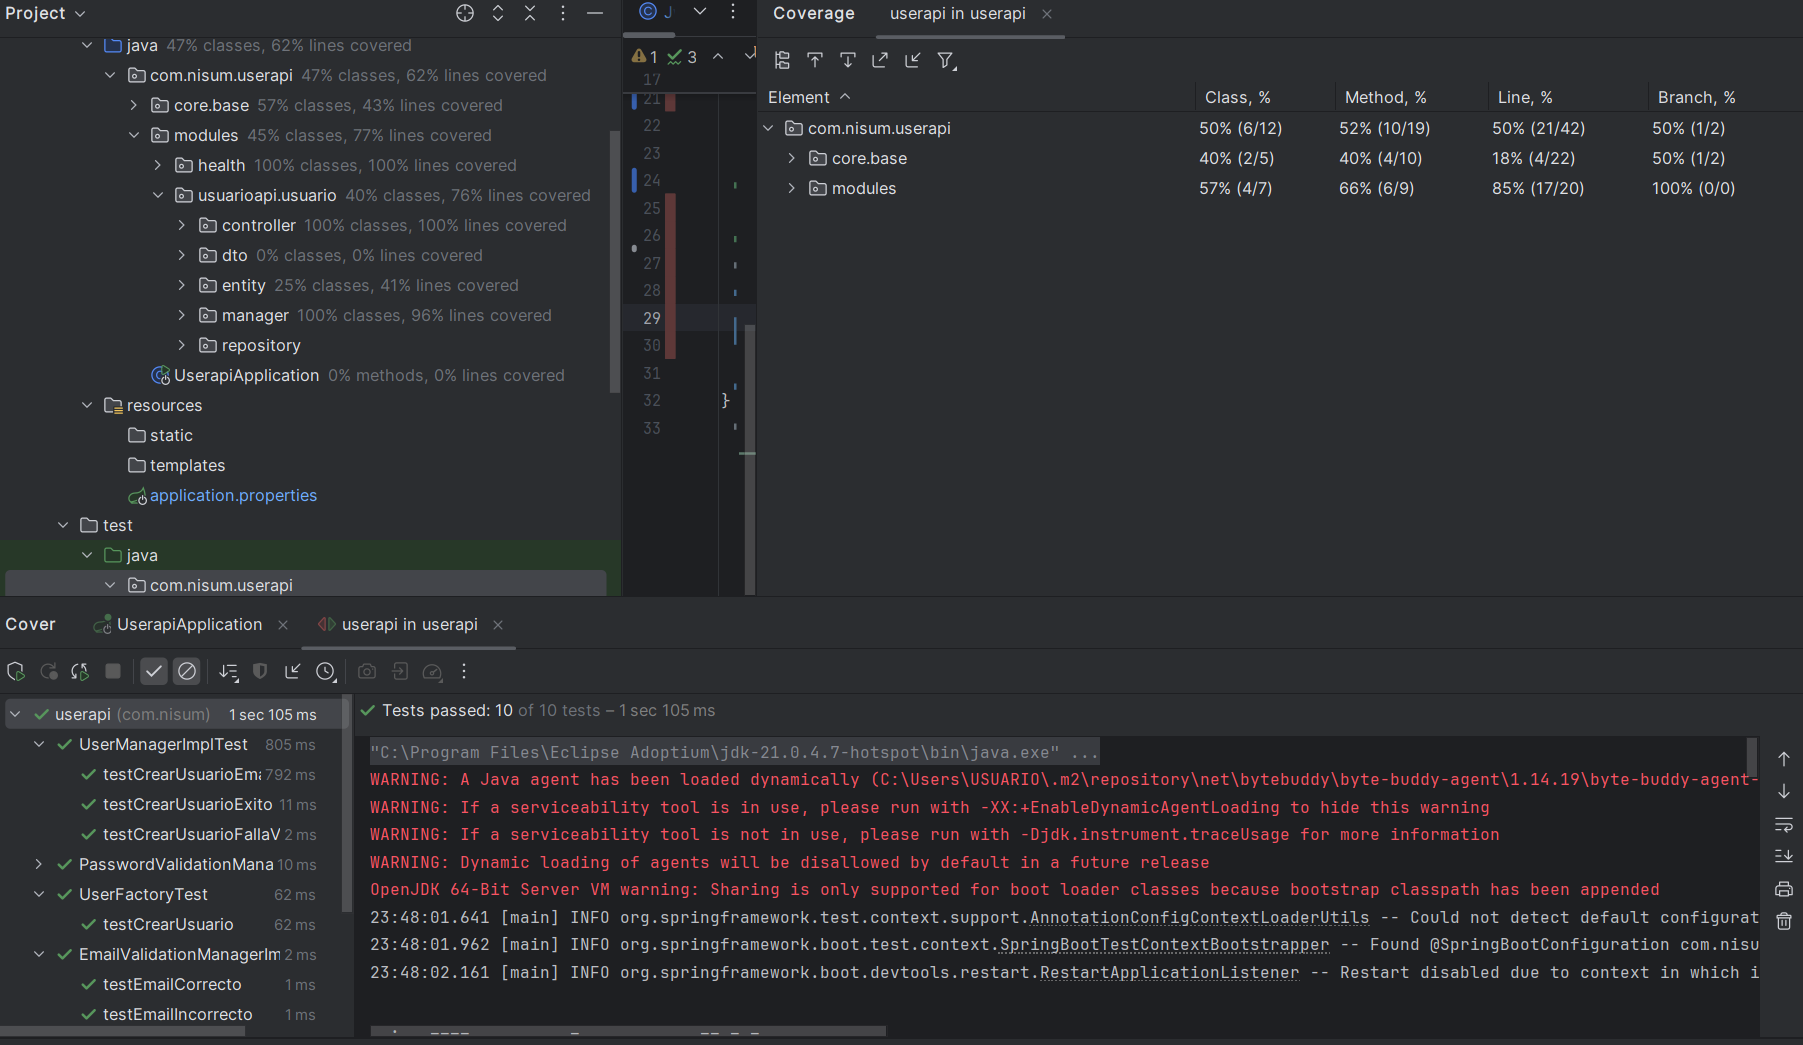 Project
java 47% classes, 62% lines covered
com.nisum.userapi 47% classes, 62% lines covered
core.base 57% classes, 43% lines covered
modules 45% classes, 77% lines covered
health 100% classes, 100% lines covered
usuarioapi.usuario 40% classes, 76% lines covered
controller 100% classes, 100% lines covered
dto 0% classes, 0% lines covered
entity 25% classes, 41% lines covered
manager 100% classes, 96% lines covered
repository
UserapiApplication 0% methods, 0% lines covered
resources
static
templates
application.properties
test
java
com.nisum.userapi
C J
1 3
17
21
22
23
24
25
26
27
28
29
30
31
32 }
33
Coverage userapi in userapi
Element Class, % Method, % Line, % Branch, %
com.nisum.userapi 50% (6/12) 52% (10/19) 50% (21/42) 50% (1/2)
core.base 40% (2/5) 40% (4/10) 18% (4/22) 50% (1/2)
modules 57% (4/7) 66% (6/9) 85% (17/20) 100% (0/0)
Cover UserapiApplication userapi in userapi
userapi (com.nisum) 1 sec 105 ms
UserManagerImplTest 805 ms
testCrearUsuarioEma 792 ms
testCrearUsuarioExito 11 ms
testCrearUsuarioFallaV 2 ms
PasswordValidationMana 10 ms
UserFactoryTest 62 ms
testCrearUsuario 62 ms
EmailValidationManagerIm 2 ms
testEmailCorrecto 1 ms
testEmailIncorrecto 1 ms
Tests passed: 10 of 10 tests – 1 sec 105 ms
"C:\Program Files\Eclipse Adoptium\jdk-21.0.4.7-hotspot\bin\java.exe" ...
WARNING: A Java agent has been loaded dynamically (C:\Users\USUARIO\.m2\repository\net\bytebuddy\byte-buddy-agent\1.14.19\byte-buddy-agent-
WARNING: If a serviceability tool is in use, please run with -XX:+EnableDynamicAgentLoading to hide this warning
WARNING: If a serviceability tool is not in use, please run with -Djdk.instrument.traceUsage for more information
WARNING: Dynamic loading of agents will be disallowed by default in a future release
OpenJDK 64-Bit Server VM warning: Sharing is only supported for boot loader classes because bootstrap classpath has been appended
23:48:01.641 [main] INFO org.springframework.test.context.support.AnnotationConfigContextLoaderUtils -- Could not detect default configurat
23:48:01.962 [main] INFO org.springframework.boot.test.context.SpringBootTestContextBootstrapper -- Found @SpringBootConfiguration com.nisu
23:48:02.161 [main] INFO org.springframework.boot.devtools.restart.RestartApplicationListener -- Restart disabled due to context in which i